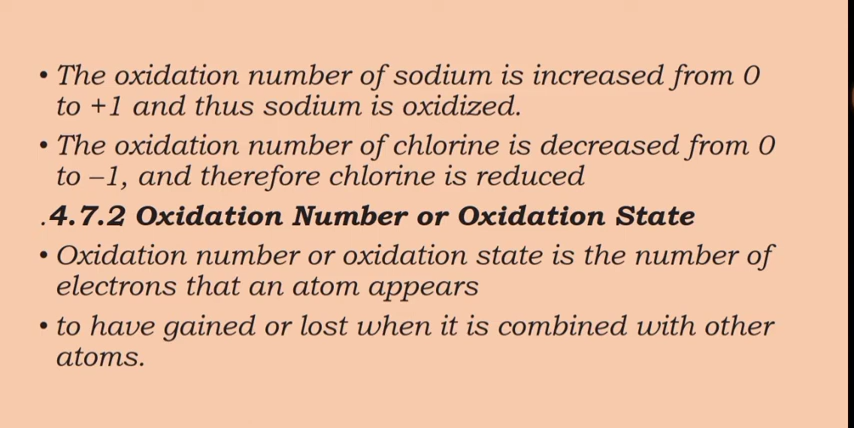 • The oxidation number of sodium is increased from 0
to +1 and thus sodium is oxidized.
• The oxidation number of chlorine is decreased from 0
to –1, and therefore chlorine is reduced
.4.7.2 Oxidation Number or Oxidation State
• Oxidation number or oxidation state is the number of
electrons that an atom appears
• to have gained or lost when it is combined with other
atoms.